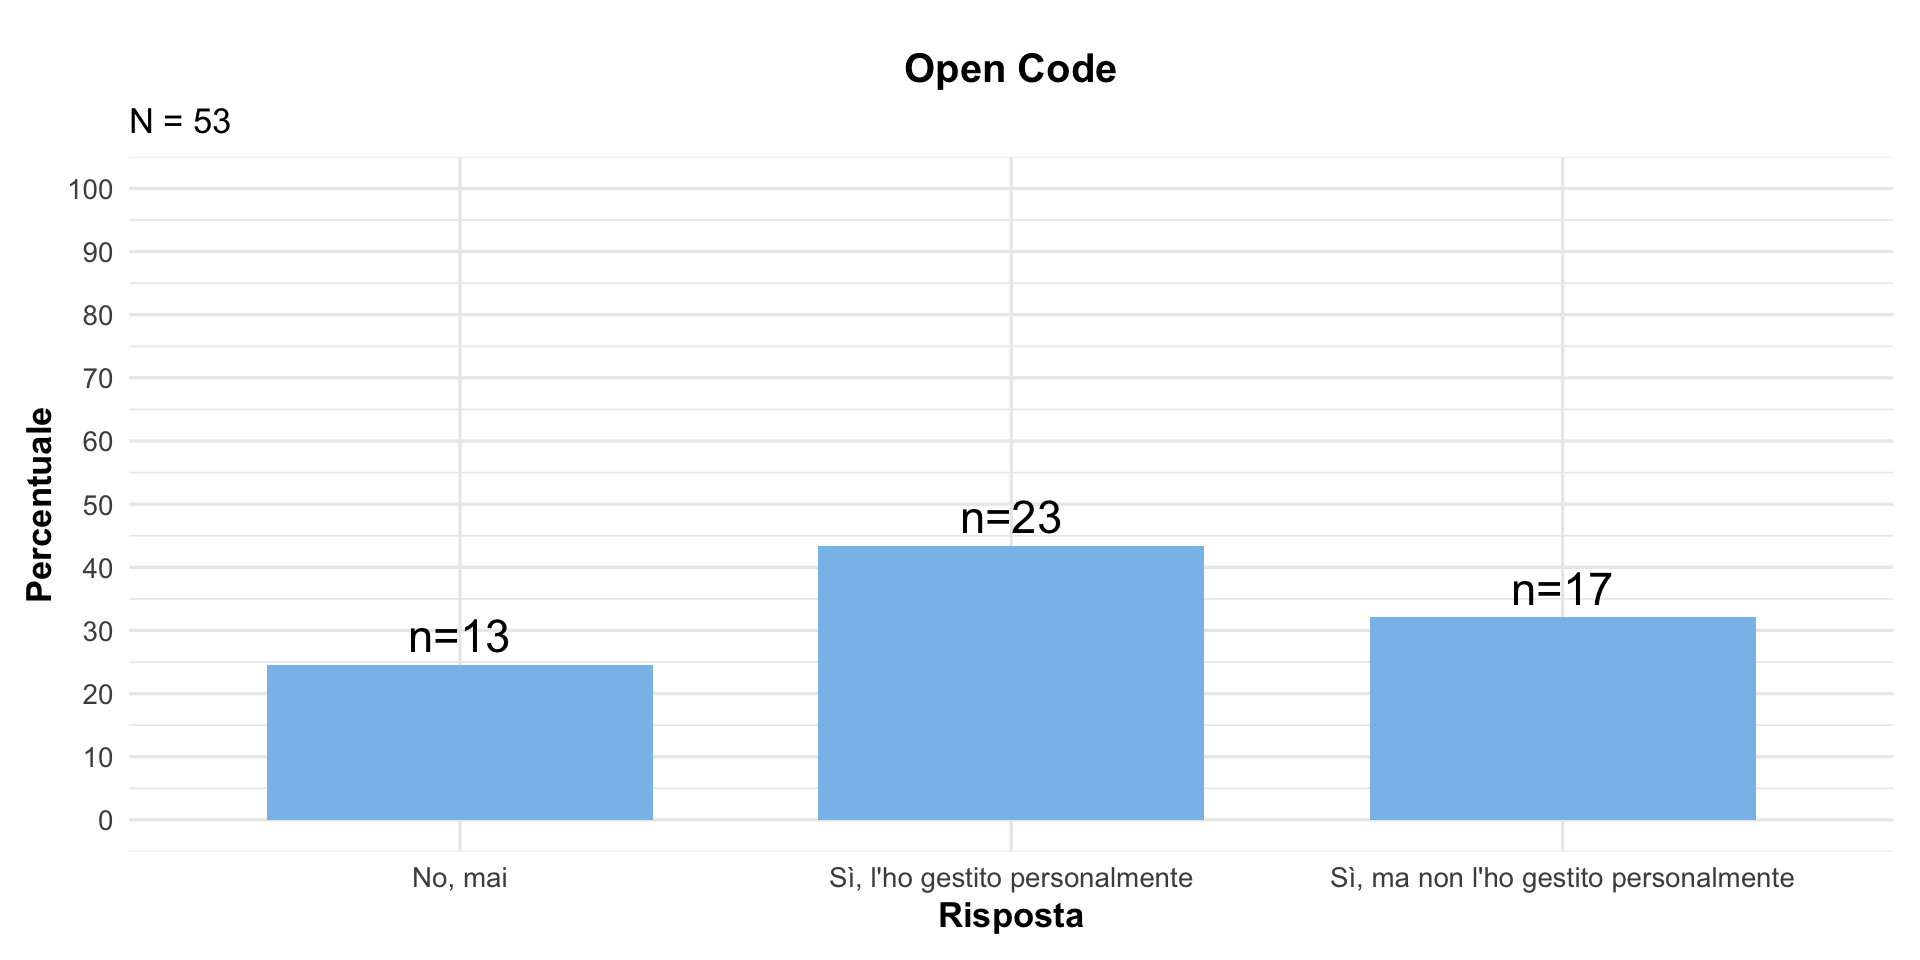 Open Code
N = 53
100
90
80
70
60
50
40
30
20
10
0
Percentuale
n=13
n=23
n=17
No, mai
Sì, l'ho gestito personalmente
Sì, ma non l'ho gestito personalmente
Risposta